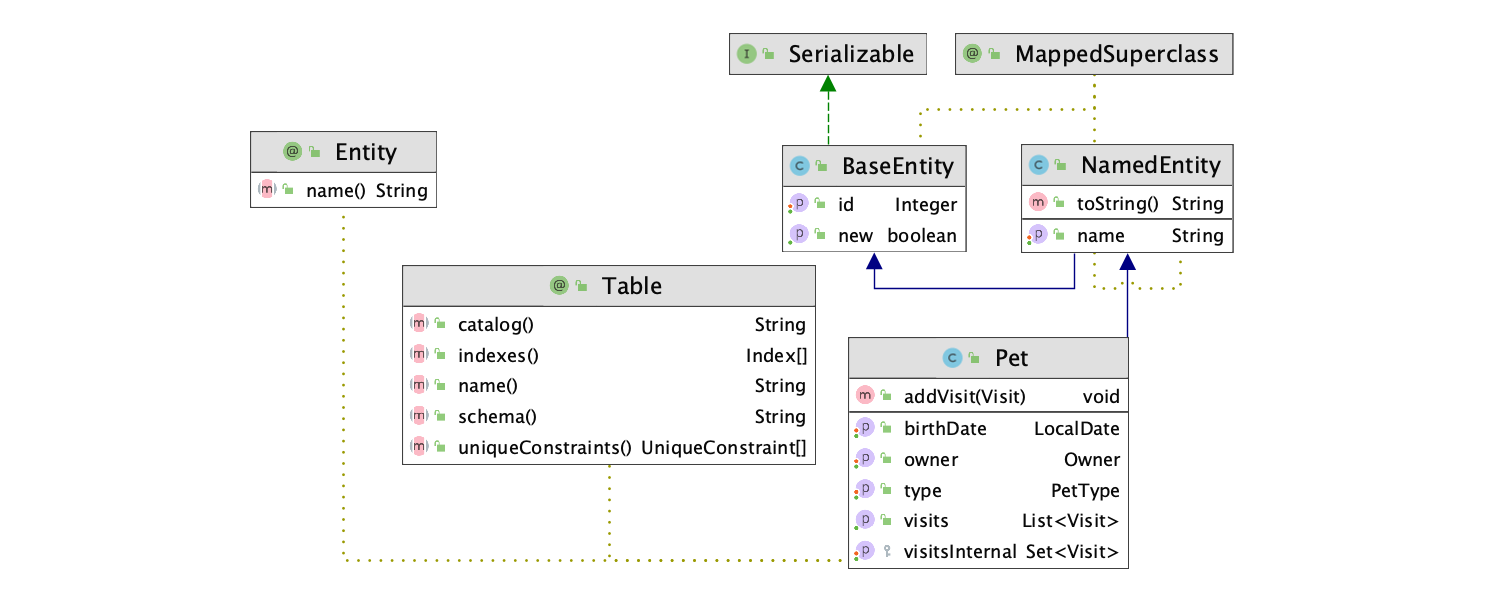 I Serializable
@ MappedSuperclass
@ Entity
m name() String
C BaseEntity
p id Integer
p new boolean
C NamedEntity
m toString() String
p name String
@ Table
m catalog() String
m indexes() Index[]
m name() String
m schema() String
m uniqueConstraints() UniqueConstraint[]
C Pet
m addVisit(Visit) void
p birthDate LocalDate
p owner Owner
p type PetType
p visits List<Visit>
p visitsInternal Set<Visit>